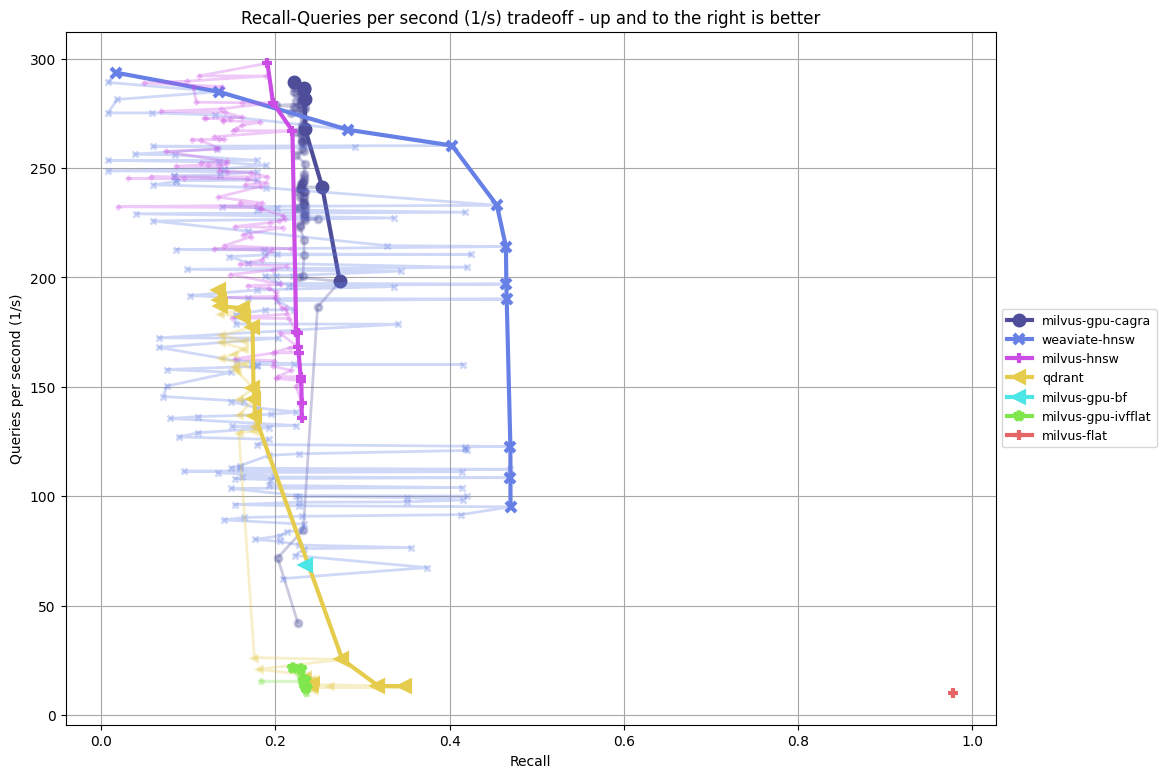 Recall-Queries per second (1/s) tradeoff - up and to the right is better
300
250
200
150
100
50
0
Queries per second (1/s)
0.0 0.2 0.4 0.6 0.8 1.0
Recall
milvus-gpu-cagra
weaviate-hnsw
milvus-hnsw
qdrant
milvus-gpu-bf
milvus-gpu-ivfflat
milvus-flat